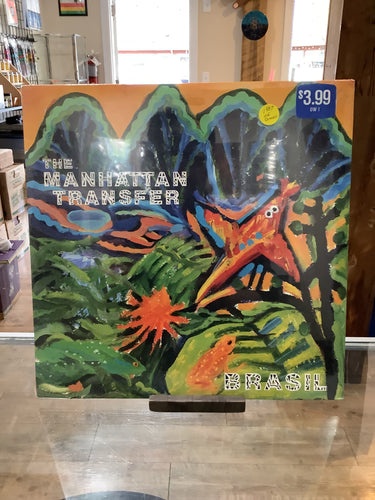 $3.99
THE
MANHATTAN
TRANSFER
BRASIL